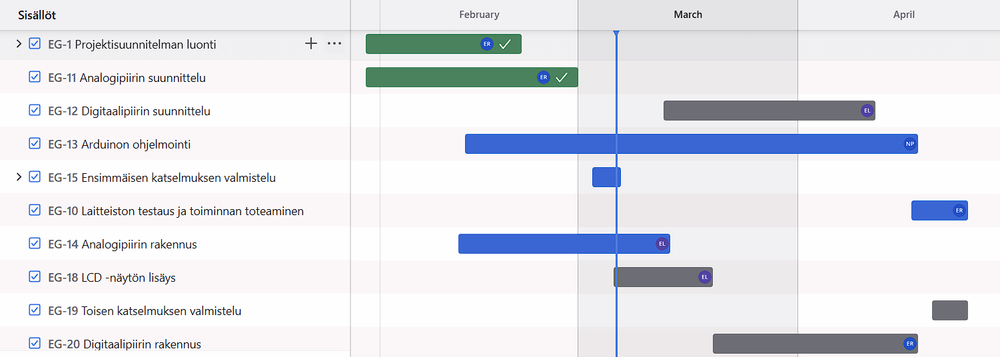 Sisällöt February March April
EG-1 Projektisuunnitelman luonti ER
EG-11 Analogipiirin suunnittelu ER
EG-12 Digitaalipiirin suunnittelu EL
EG-13 Arduinon ohjelmointi NP
EG-15 Ensimmäisen katselmuksen valmistelu
EG-10 Laitteiston testaus ja toiminnan toteaminen ER
EG-14 Analogipiirin rakennus EL
EG-18 LCD -näytön lisäys EL
EG-19 Toisen katselmuksen valmistelu
EG-20 Digitaalipiirin rakennus ER